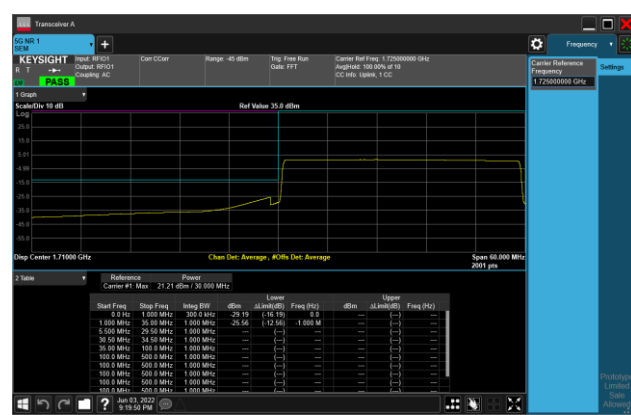 Transceiver A
5G NR 1
SEM
Frequency
KEYSIGHT
R T
PASS
Input: RFIO1
Output: RFIO1
Coupling: AC
Corr CCorr
Range: -45 dBm
Trig: Free Run
Gate: FFT
Carrier Ref Freq: 1.725000000 GHz
Avg|Hold: 100.00% of 10
CC Info: Uplink, 1 CC
Carrier Reference
Frequency
1.725000000 GHz
Settings
1 Graph
Scale/Div 10 dB
Ref Value 35.0 dBm
Log
25.0
15.0
5.01
-4.99
-15.0
-25.0
-35.0
-45.0
-55.0
Disp Center 1.71000 GHz
Chan Det: Average , #Offs Det: Average
Span 60.000 MHz
2001 pts
2 Table
Reference Power
Carrier #1: Max 21.21 dBm / 30.000 MHz
Lower Upper
Start Freq Stop Freq Integ BW dBm ΔLimit(dB) Freq (Hz) dBm ΔLimit(dB) Freq (Hz)
0.0 Hz 1.000 MHz 300.0 kHz -29.19 (-16.19) 0.0 --- (---) ---
1.000 MHz 35.00 MHz 1.000 MHz -25.56 (-12.56) -1.000 M --- (---) ---
5.500 MHz 29.50 MHz 1.000 MHz --- (---) --- --- (---) ---
30.50 MHz 34.50 MHz 1.000 MHz --- (---) --- --- (---) ---
35.00 MHz 100.0 MHz 1.000 MHz --- (---) --- --- (---) ---
100.0 MHz 500.0 MHz 1.000 MHz --- (---) --- --- (---) ---
100.0 MHz 500.0 MHz 1.000 MHz --- (---) --- --- (---) ---
100.0 MHz 500.0 MHz 1.000 MHz --- (---) --- --- (---) ---
100.0 MHz 500.0 MHz 1.000 MHz --- (---) --- --- (---) ---
100.0 MHz 500.0 MHz 1.000 MHz --- (---) --- --- (---) ---
Prototype
Limited
Sale
Allowed
Jun 03, 2022
9:19:50 PM